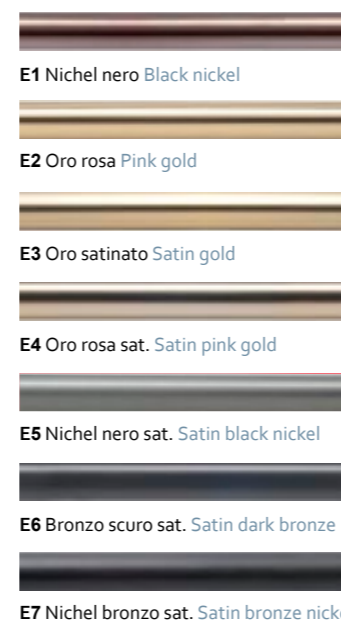 E1 Nichel nero Black nickel
E2 Oro rosa Pink gold
E3 Oro satinato Satin gold
E4 Oro rosa sat. Satin pink gold
E5 Nichel nero sat. Satin black nickel
E6 Bronzo scuro sat. Satin dark bronze
E7 Nichel bronzo sat. Satin bronze